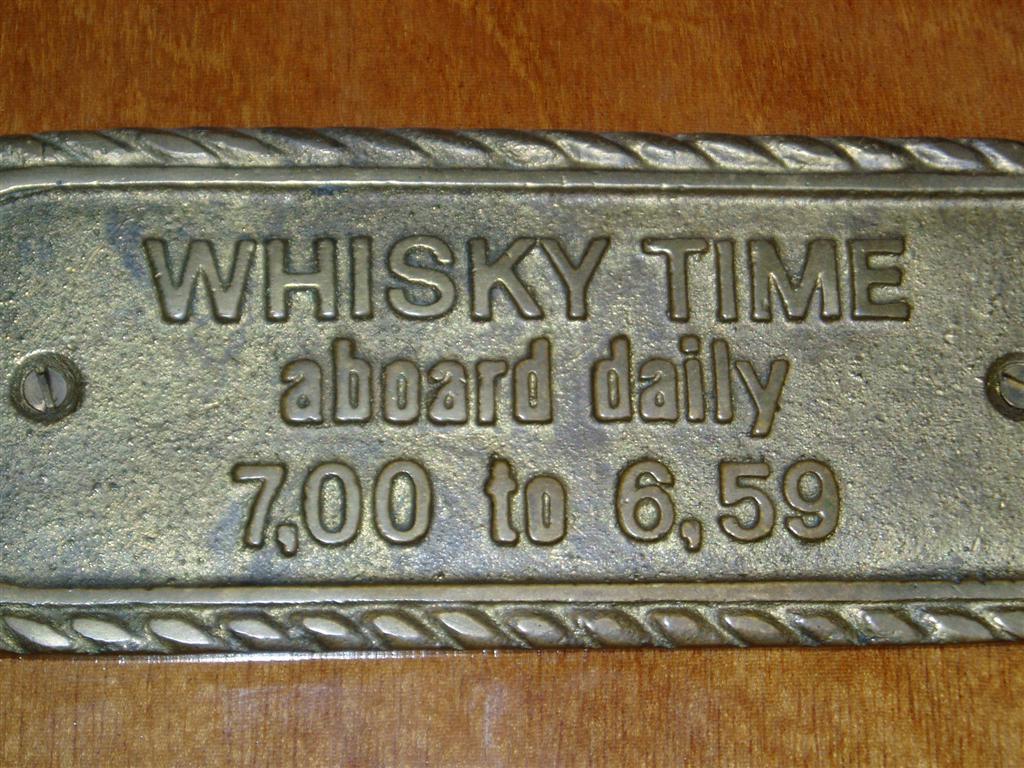 WHISKY TIME
aboard daily
7,00 to 6,59